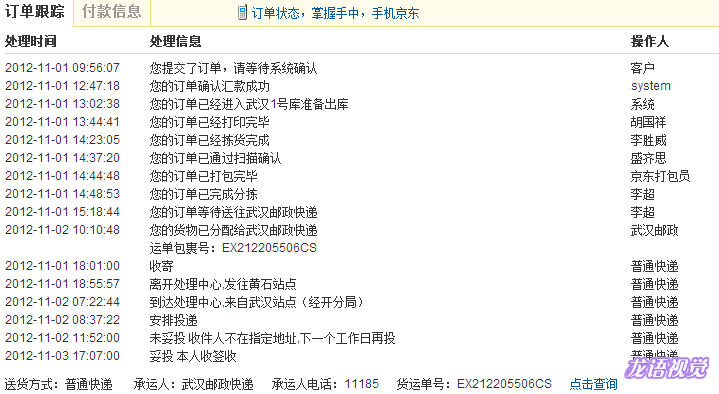 订单跟踪 付款信息 订单状态，掌握手中，手机京东
处理时间 处理信息 操作人
2012-11-01 09:56:07 您提交了订单，请等待系统确认 客户
2012-11-01 12:47:18 您的订单确认汇款成功 system
2012-11-01 13:02:38 您的订单已经进入武汉1号库准备出库 系统
2012-11-01 13:44:41 您的订单已经打印完毕 胡国祥
2012-11-01 14:23:05 您的订单已经拣货完成 李胜威
2012-11-01 14:37:20 您的订单已通过扫描确认 盛齐思
2012-11-01 14:44:48 您的订单已打包完毕 京东打包员
2012-11-01 14:48:53 您的订单已完成分拣 李超
2012-11-01 15:18:44 您的订单等待送往武汉邮政快递 李超
2012-11-02 10:10:48 您的货物已分配给武汉邮政快递 武汉邮政
运单包裹号：EX212205506CS
2012-11-01 18:01:00 收寄 普通快递
2012-11-01 18:55:57 离开处理中心,发往黄石站点 普通快递
2012-11-02 07:22:44 到达处理中心,来自武汉站点（经开分局） 普通快递
2012-11-02 08:37:22 安排投递 普通快递
2012-11-02 11:52:00 未妥投 收件人不在指定地址,下一个工作日再投 普通快递
2012-11-03 17:07:00 妥投 本人收签收 普通快递
送货方式：普通快递 承运人：武汉邮政快递 承运人电话：11185 货运单号：EX212205506CS 点击查询
龙语视觉